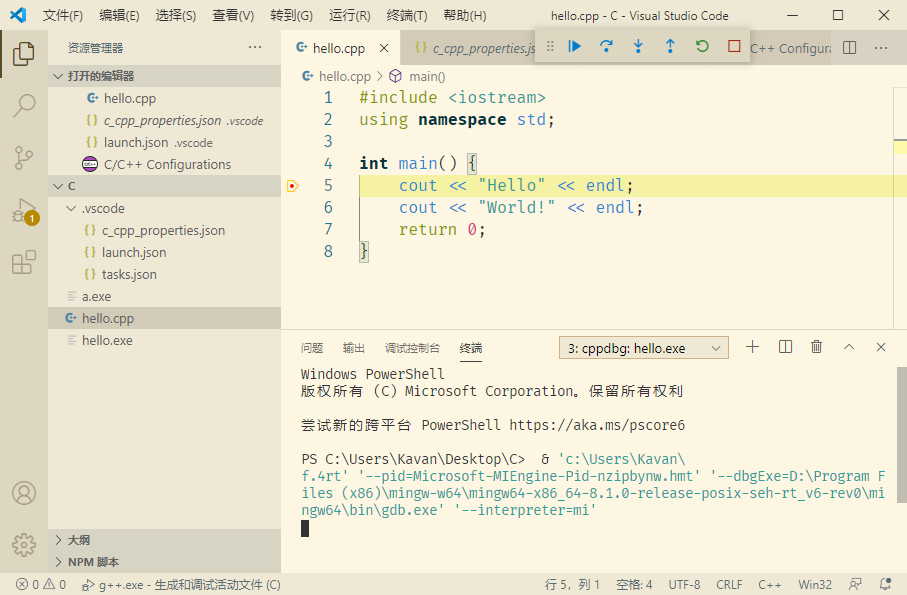 文件(F) 编辑(E) 选择(S) 查看(V) 转到(G) 运行(R) 终端(T) 帮助(H) hello.cpp - C - Visual Studio Code
资源管理器 ···
hello.cpp c_cpp_properties.js C++ Configura ···
打开的编辑器
hello.cpp
c_cpp_properties.json .vscode
launch.json .vscode
C/C++ Configurations
C
.vscode
c_cpp_properties.json
launch.json
tasks.json
a.exe
hello.cpp
hello.exe
大纲
NPM 脚本
1
hello.cpp > main()
1 #include <iostream>
2 using namespace std;
3
4 int main() {
5 cout << "Hello" << endl;
6 cout << "World!" << endl;
7 return 0;
8 }
问题 输出 调试控制台 终端 3: cppdbg: hello.exe
Windows PowerShell
版权所有 (C) Microsoft Corporation。保留所有权利
尝试新的跨平台 PowerShell https://aka.ms/pscore6
PS C:\Users\Kavan\Desktop\C> & 'c:\Users\Kavan\
f.4rt' '--pid=Microsoft-MIEngine-Pid-nzipbynw.hmt' '--dbgExe=D:\Program F
iles (x86)\mingw-w64\mingw64-x86_64-8.1.0-release-posix-seh-rt_v6-rev0\mi
ngw64\bin\gdb.exe' '--interpreter=mi'
0 0 g++.exe - 生成和调试活动文件 (C) 行 5，列 1 空格: 4 UTF-8 CRLF C++ Win32